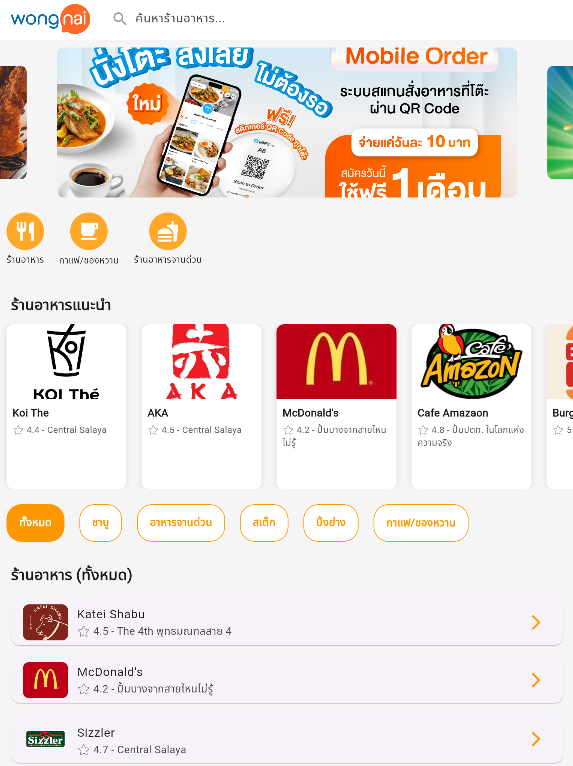 wongnai
ค้นหาร้านอาหาร...
นั่งโต๊ะ สั่งเลย
ไม่ต้องรอ
ใหม่
ฟรี!
Mobile Order
ระบบสแกนสั่งอาหารที่โต๊ะ
ผ่าน QR Code
จ่ายแค่วันละ 10 บาท
สมัครวันนี้
ใช้ฟรี 1 เดือน
ร้านอาหาร
กาแฟ/ของหวาน
ร้านอาหารจานด่วน
ร้านอาหารแนะนำ
KOI Thé
Koi The
4.4 - Central Salaya
AKA
AKA
4.5 - Central Salaya
McDonald's
4.2 - ปั้มบางจากสายไหน
ไม่รู้
Café
Amazon
Cafe Amazaon
4.8 - ปั้มปตท. ในโลกแห่ง
ความจริง
Burg
5
ทั้งหมด
ชาบู
อาหารจานด่วน
สเต็ก
ปิ้งย่าง
กาแฟ/ของหวาน
ร้านอาหาร (ทั้งหมด)
KATEI SHABU
Katei Shabu
4.5 - The 4th พุทธมณฑลสาย 4
McDonald's
4.2 - ปั้มบางจากสายไหนไม่รู้
Sizzler
Sizzler
4.7 - Central Salaya